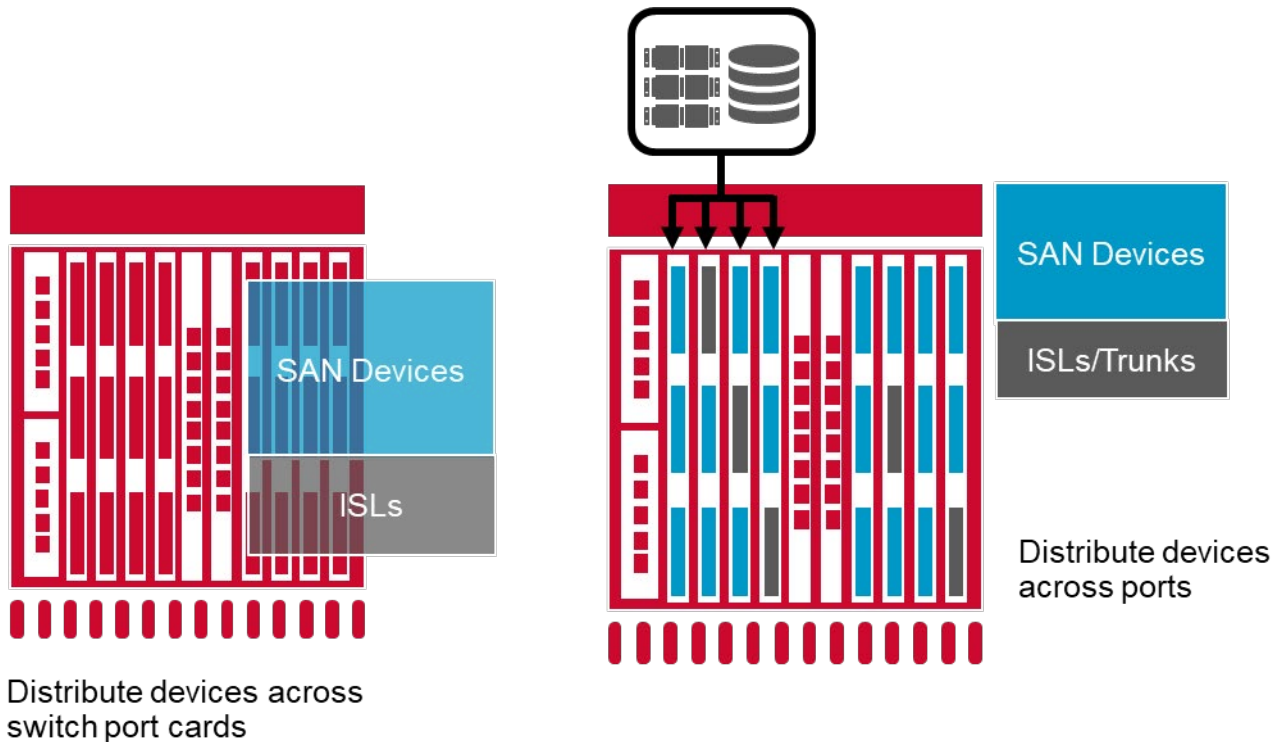 SAN Devices
ISLs
Distribute devices across
switch port cards
SAN Devices
ISLs/Trunks
Distribute devices
across ports